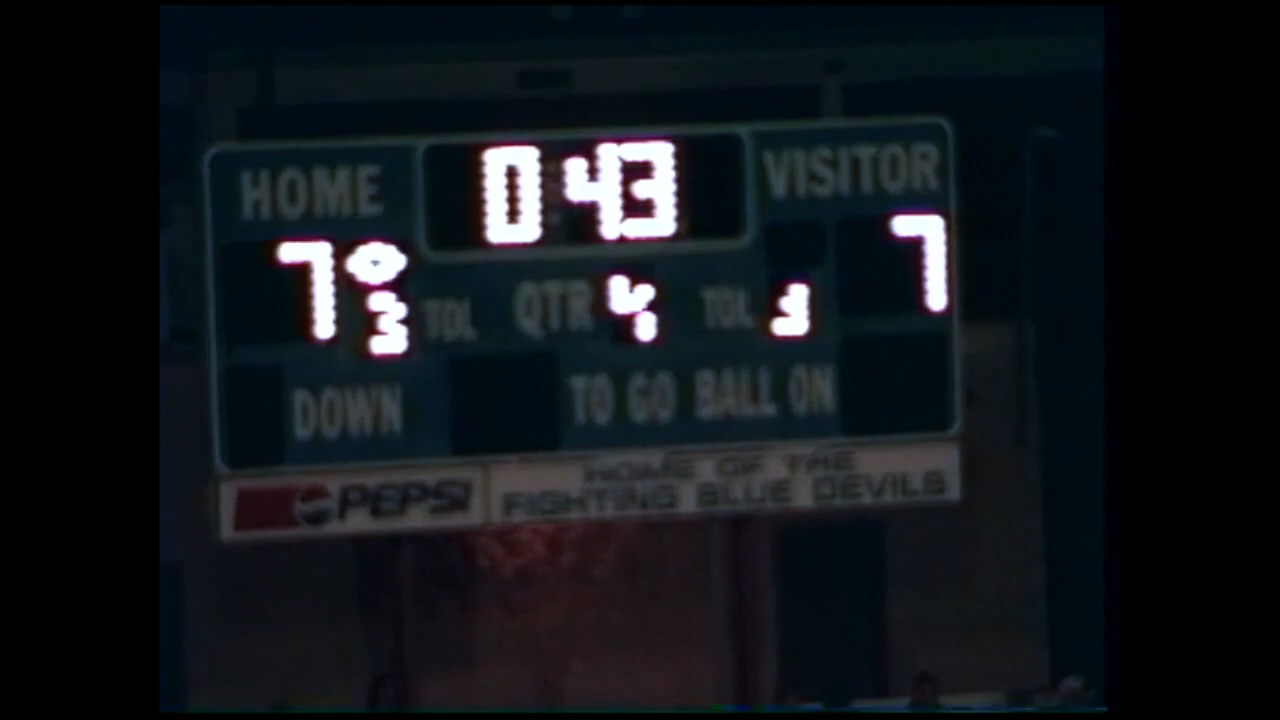 HOME 0:43 VISITOR
7 7
3 TOL QTR 4 TOL 3
DOWN TO GO BALL ON
PEPSI HOME OF THE
FIGHTING BLUE DEVILS